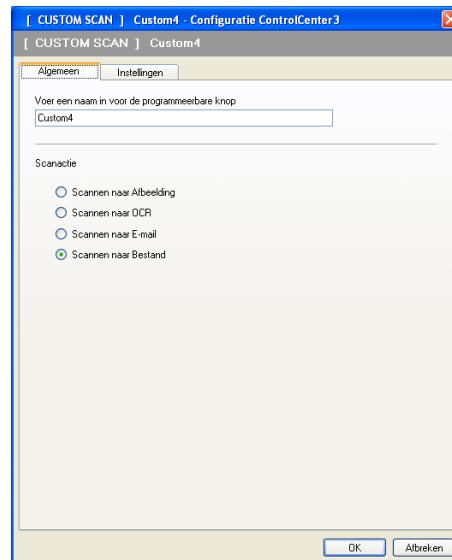 [ CUSTOM SCAN ] Custom4 - Configuratie ControlCenter3
[ CUSTOM SCAN ] Custom4
Algemeen Instellingen
Voer een naam in voor de programmeerbare knop
Custom4
Scanactie
Scannen naar Afbeelding
Scannen naar OCR
Scannen naar E-mail
Scannen naar Bestand
OK Afbreken